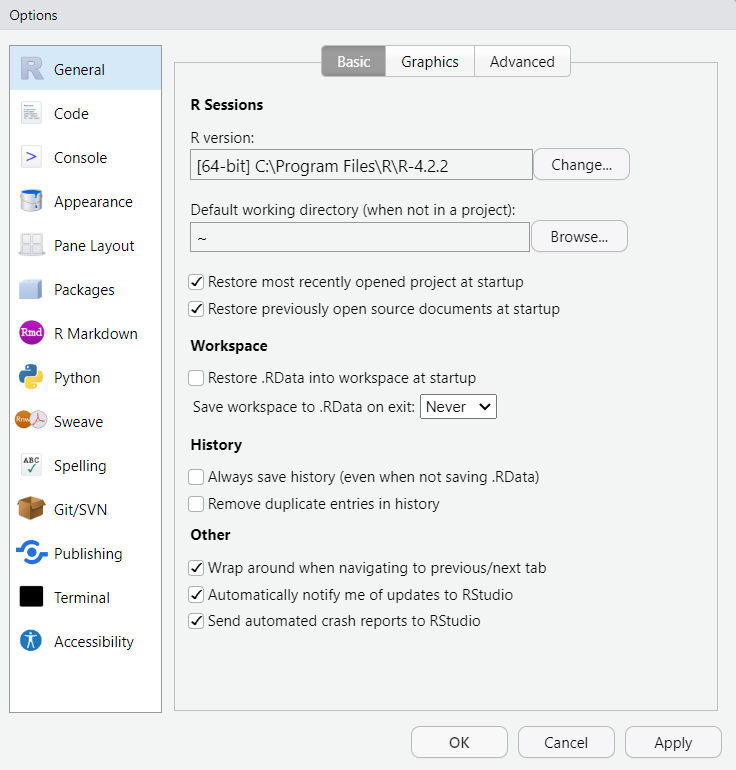 Options
General
Code
Console
Appearance
Pane Layout
Packages
R Markdown
Python
Sweave
Spelling
Git/SVN
Publishing
Terminal
Accessibility
Basic Graphics Advanced
R Sessions
R version:
[64-bit] C:\Program Files\R\R-4.2.2 Change...
Default working directory (when not in a project):
~ Browse...
Restore most recently opened project at startup
Restore previously open source documents at startup
Workspace
Restore .RData into workspace at startup
Save workspace to .RData on exit: Never
History
Always save history (even when not saving .RData)
Remove duplicate entries in history
Other
Wrap around when navigating to previous/next tab
Automatically notify me of updates to RStudio
Send automated crash reports to RStudio
OK Cancel Apply
R
>
Rmd
ABC